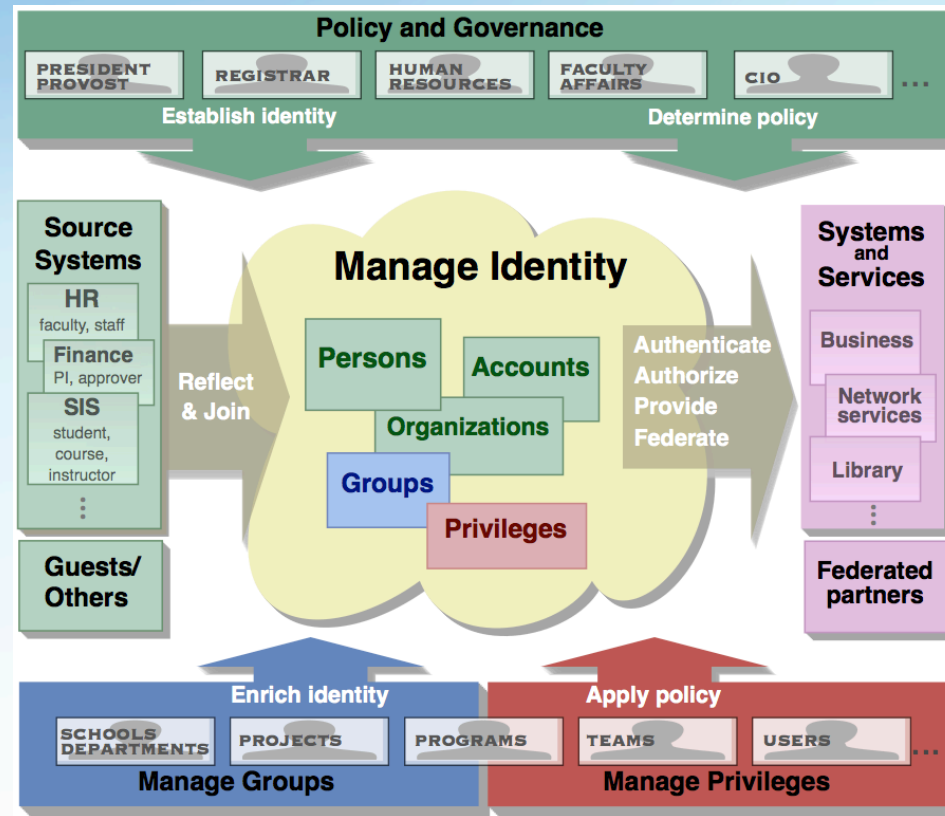 Policy and Governance
PRESIDENT
PROVOST
REGISTRAR
HUMAN
RESOURCES
FACULTY
AFFAIRS
CIO
...
Establish identity
Determine policy
Source
Systems
HR
faculty, staff
Finance
PI, approver
SIS
student,
course,
instructor
⋮
Guests/
Others
Reflect
& Join
Manage Identity
Persons
Accounts
Organizations
Groups
Privileges
Authenticate
Authorize
Provide
Federate
Systems
and
Services
Business
Network
services
Library
⋮
Federated
partners
Enrich identity
Apply policy
SCHOOLS
DEPARTMENTS
PROJECTS
PROGRAMS
TEAMS
USERS
...
Manage Groups
Manage Privileges